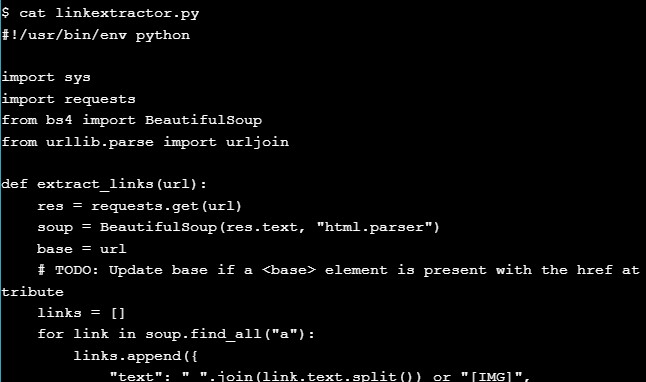 $ cat linkextractor.py
#!/usr/bin/env python

import sys
import requests
from bs4 import BeautifulSoup
from urllib.parse import urljoin

def extract_links(url):
    res = requests.get(url)
    soup = BeautifulSoup(res.text, "html.parser")
    base = url
    # TODO: Update base if a <base> element is present with the href at
tribute
    links = []
    for link in soup.find_all("a"):
        links.append({
            "text": " ".join(link.text.split()) or "[IMG]",